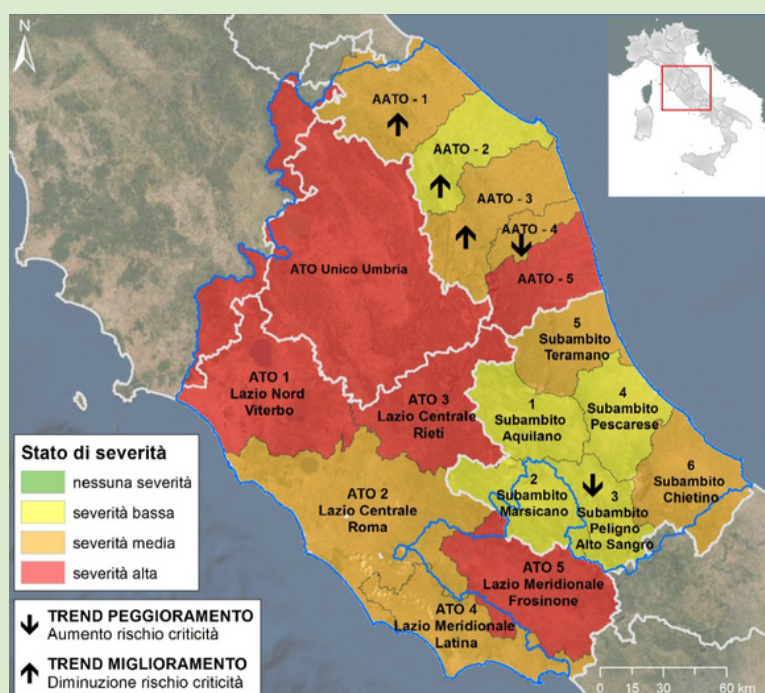 N
AATO - 1
AATO - 2
AATO - 3
AATO - 4
AATO - 5
ATO Unico Umbria
5
Subambito
Teramano
ATO 1
Lazio Nord
Viterbo
ATO 3
Lazio Centrale
Rieti
1
Subambito
Aquilano
4
Subambito
Pescarese
2
Subambito
Marsicano
3
Subambito
Peligno
Alto Sangro
6
Subambito
Chietino
ATO 2
Lazio Centrale
Roma
ATO 5
Lazio Meridionale
Frosinone
ATO 4
Lazio Meridionale
Latina
Stato di severità
nessuna severità
severità bassa
severità media
severità alta
TREND PEGGIORAMENTO
Aumento rischio criticità
TREND MIGLIORAMENTO
Diminuzione rischio criticità
0 15 30 60 km